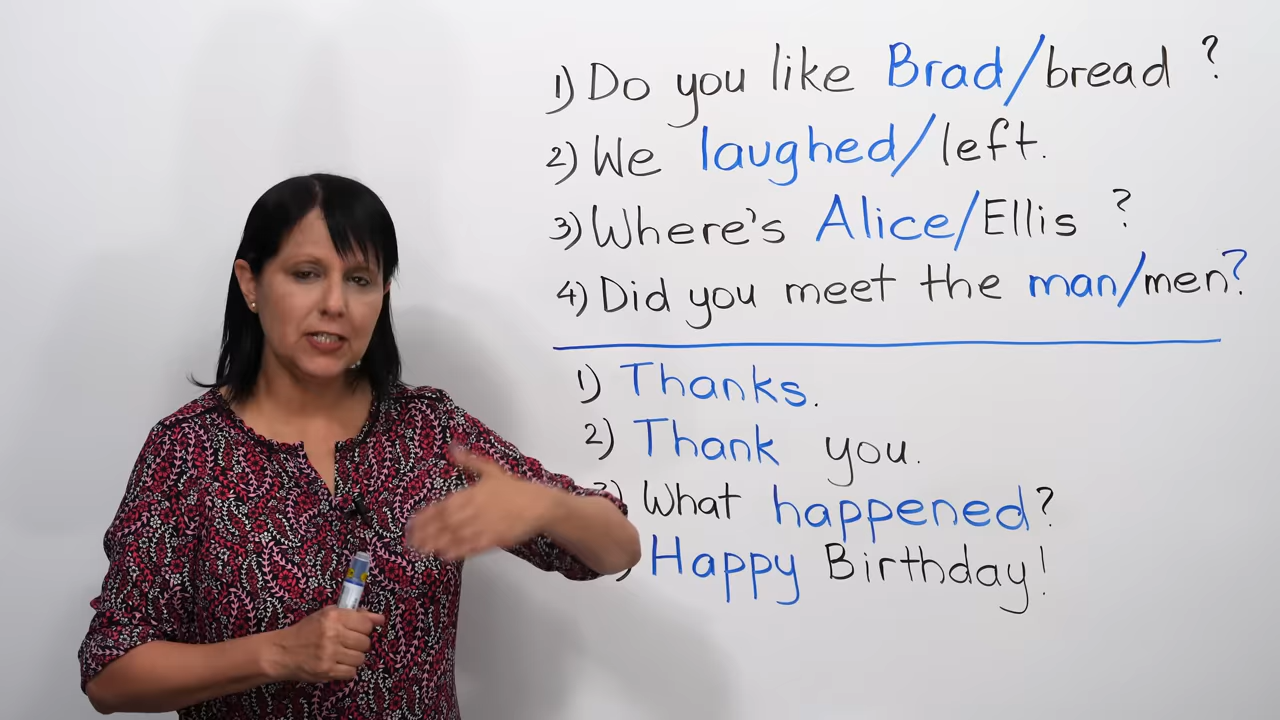 1) Do you like Brad/bread ?
2) We laughed/left.
3) Where's Alice/Ellis ?
4) Did you meet the man/men?
1) Thanks.
2) Thank you.
3) What happened?
) Happy Birthday!